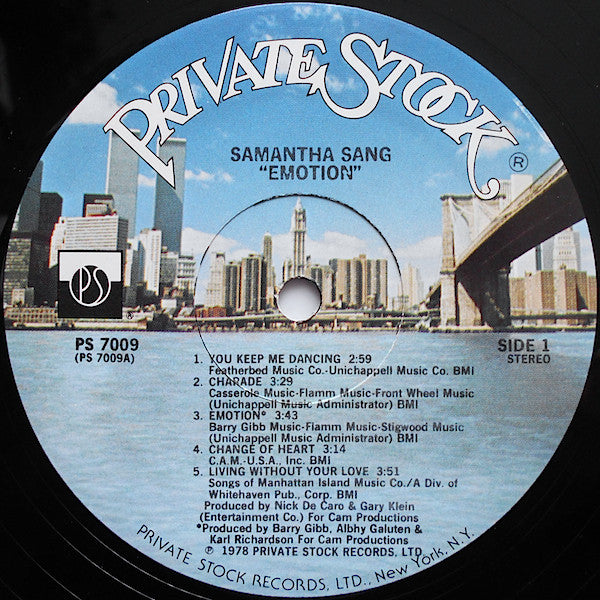 PRIVATE STOCK
®
SAMANTHA SANG
"EMOTION"
PS
PS 7009
(PS 7009A)
SIDE 1
STEREO
1. YOU KEEP ME DANCING 2:59
Featherbed Music Co.-Unichappell Music Co. BMI
2. CHARADE 3:29
Casserole Music-Flamm Music-Front Wheel Music
(Unichappell Music Administrator) BMI
3. EMOTION* 3:43
Barry Gibb Music-Flamm Music-Stigwood Music
(Unichappell Music Administrator) BMI
4. CHANGE OF HEART 3:14
C.A.M.-U.S.A., Inc. BMI
5. LIVING WITHOUT YOUR LOVE 3:51
Songs of Manhattan Island Music Co./A Div. of
Whitehaven Pub., Corp. BMI
Produced by Nick De Caro & Gary Klein
(Entertainment Co.) For Cam Productions
*Produced by Barry Gibb, Albhy Galuten &
Karl Richardson For Cam Productions
℗ 1978 PRIVATE STOCK RECORDS, LTD.
PRIVATE STOCK RECORDS, LTD., New York, N.Y.